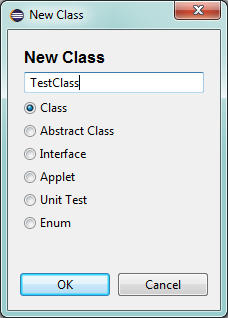 New Class
New Class
TestClass
Class
Abstract Class
Interface
Applet
Unit Test
Enum
OK
Cancel